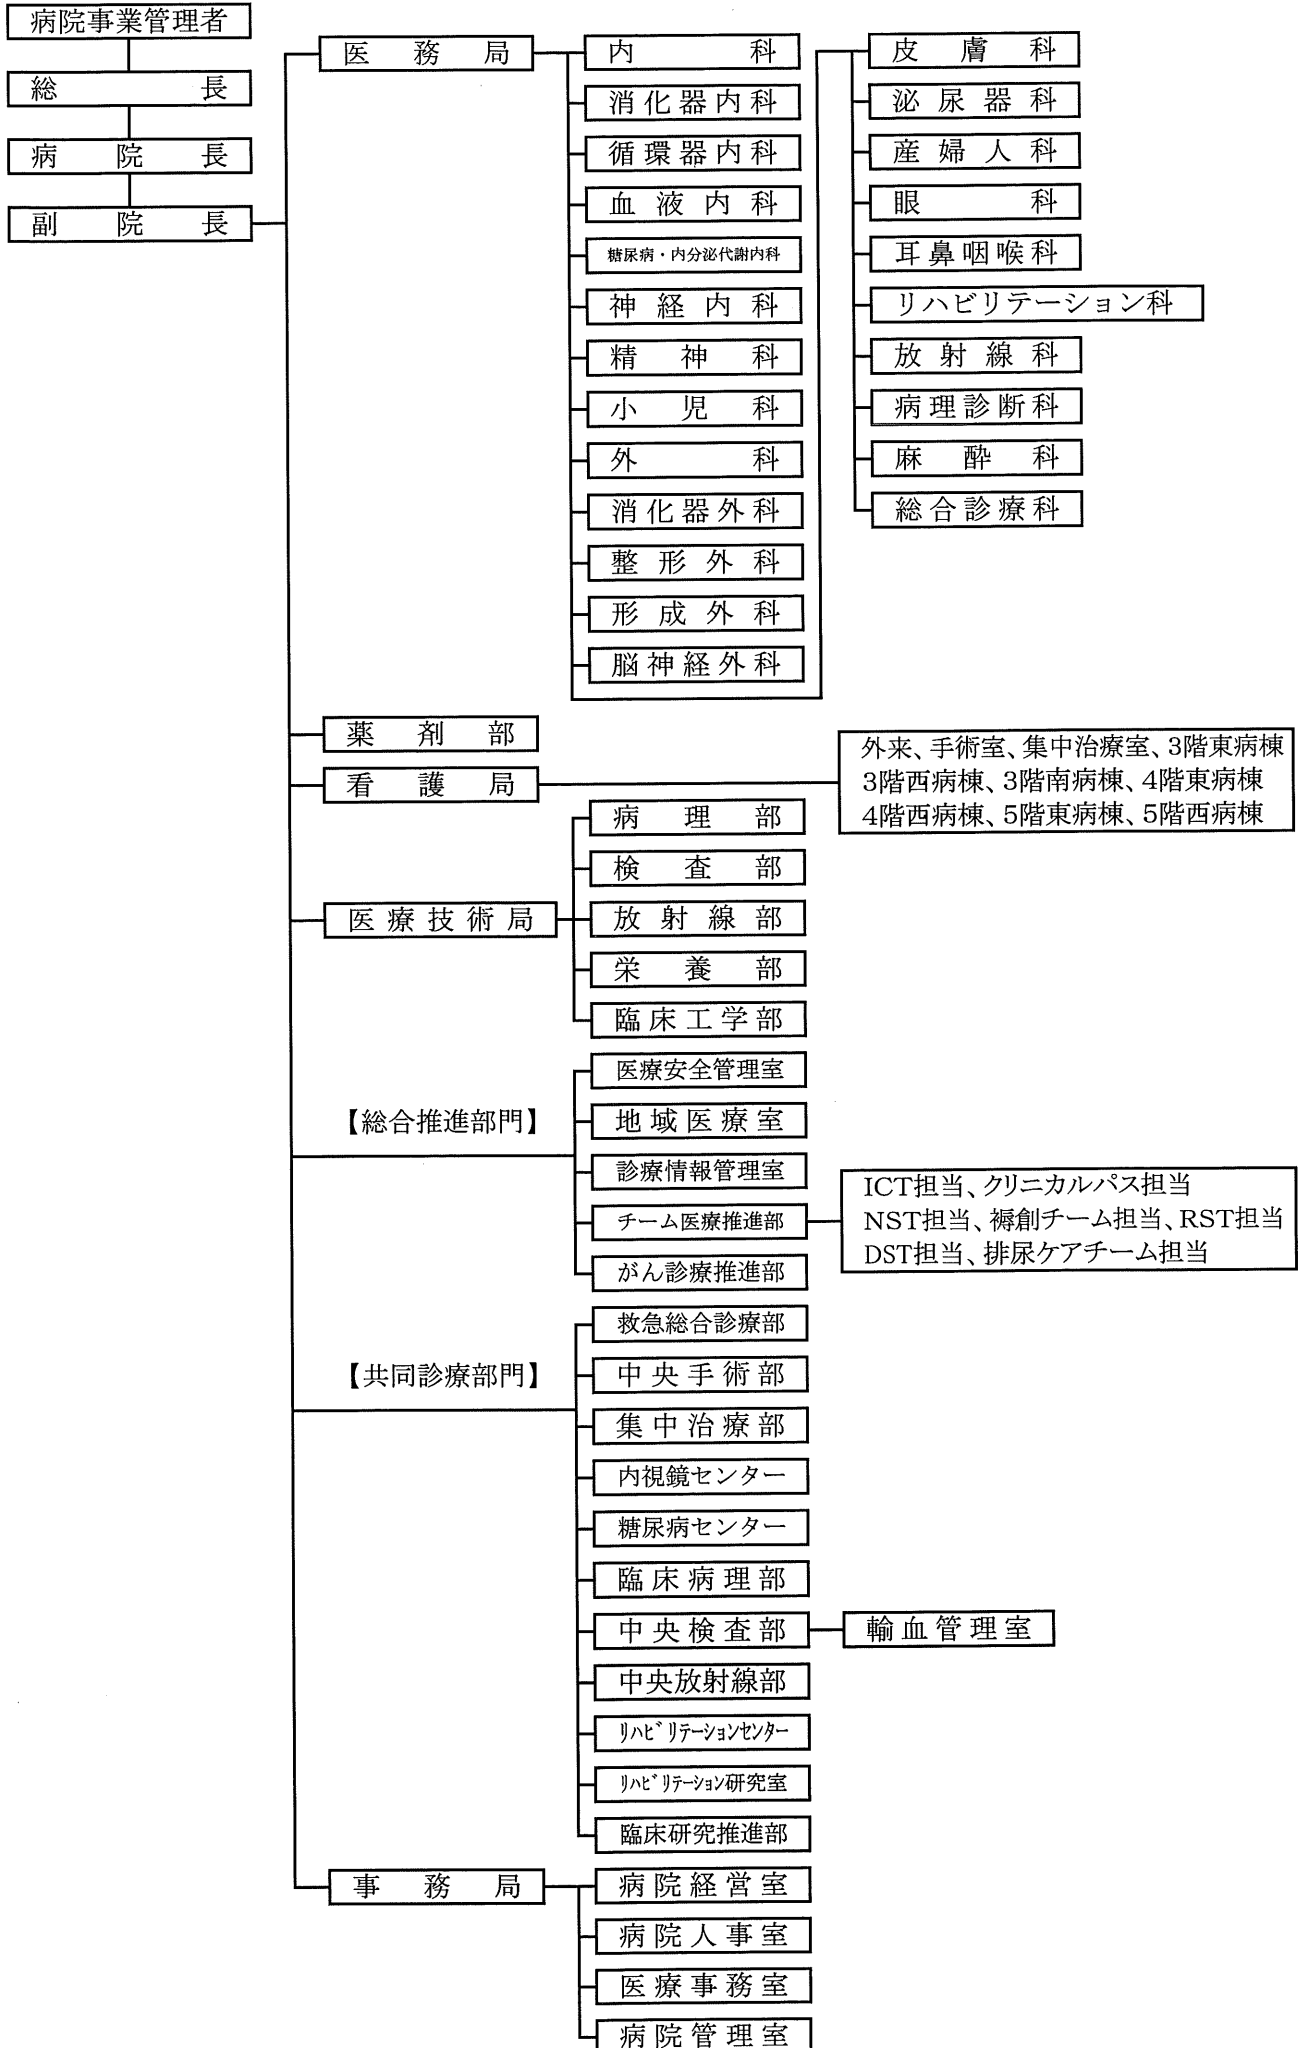 病院事業管理者
総長
病院長
副院長
医務局
内科
消化器内科
循環器内科
血液内科
糖尿病・内分泌代謝内科
神経内科
精神科
小児科
外科
消化器外科
整形外科
形成外科
脳神経外科
皮膚科
泌尿器科
産婦人科
眼科
耳鼻咽喉科
リハビリテーション科
放射線科
病理診断科
麻酔科
総合診療科
薬剤部
看護局
外来、手術室、集中治療室、3階東病棟
3階西病棟、3階南病棟、4階東病棟
4階西病棟、5階東病棟、5階西病棟
医療技術局
病理部
検査部
放射線部
栄養部
臨床工学部
【総合推進部門】
医療安全管理室
地域医療室
診療情報管理室
チーム医療推進部
ICT担当、クリニカルパス担当
NST担当、褥創チーム担当、RST担当
DST担当、排尿ケアチーム担当
がん診療推進部
【共同診療部門】
救急総合診療部
中央手術部
集中治療部
内視鏡センター
糖尿病センター
臨床病理部
中央検査部
輸血管理室
中央放射線部
ﾘﾊﾋﾞﾘﾃｰｼｮﾝｾﾝﾀｰ
ﾘﾊﾋﾞﾘﾃｰｼｮﾝ研究室
臨床研究推進部
事務局
病院経営室
病院人事室
医療事務室
病院管理室